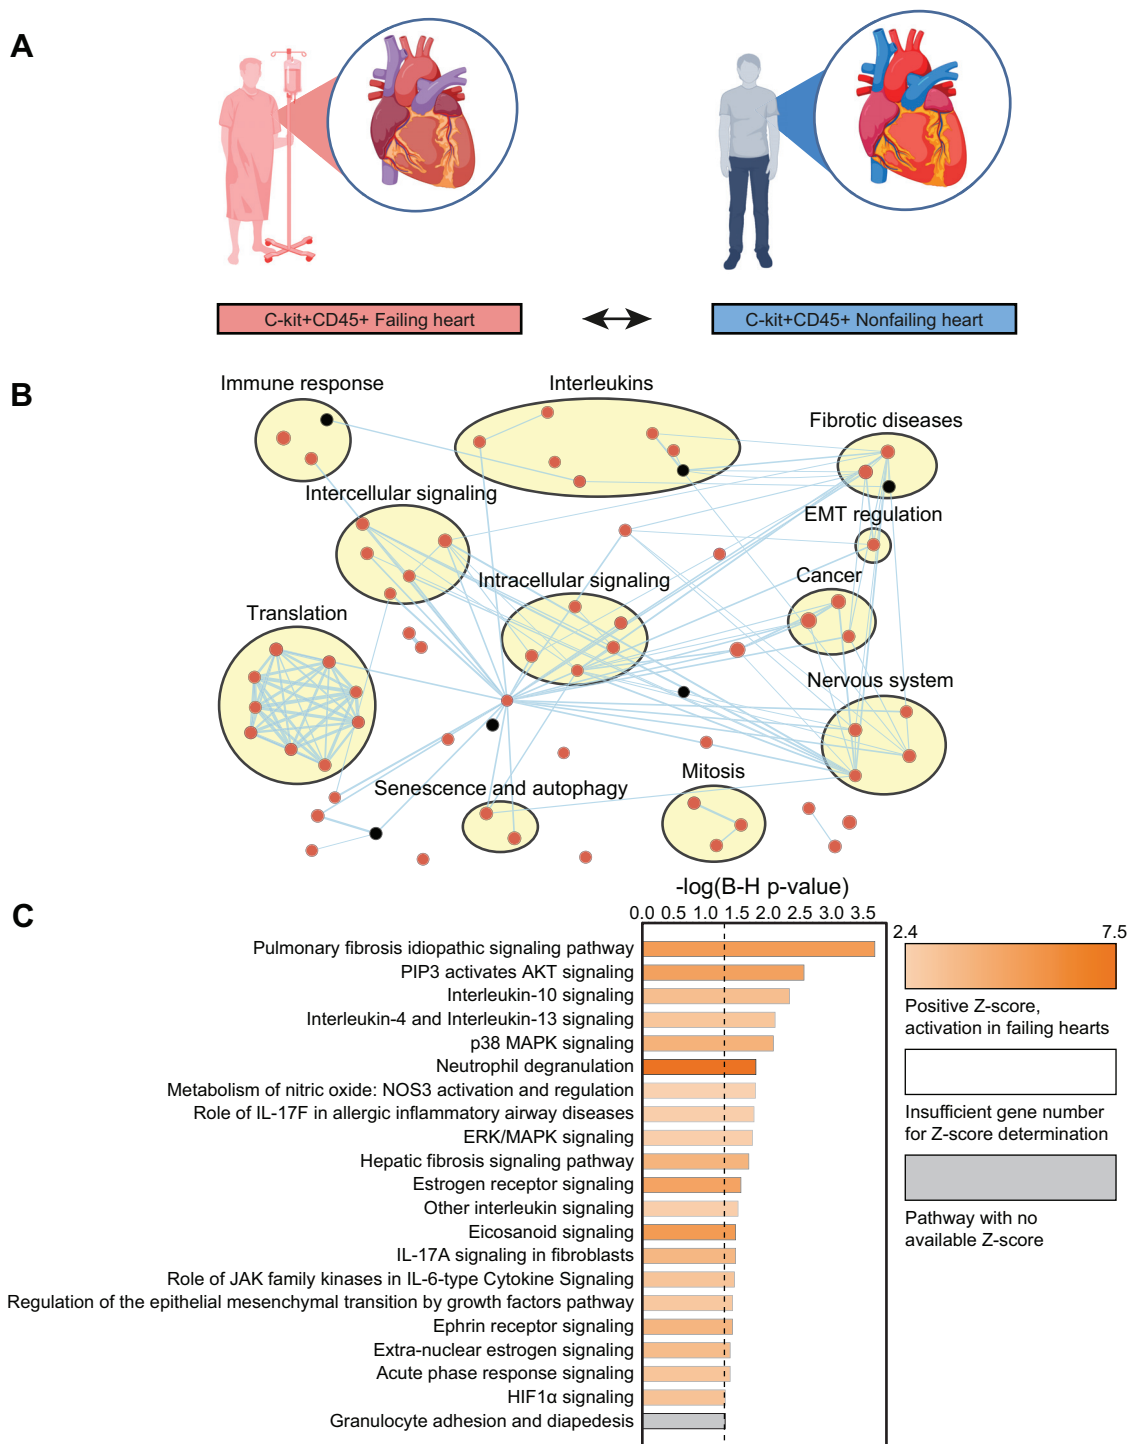 A
C-kit+CD45+ Failing heart
C-kit+CD45+ Nonfailing heart
B
Immune response
Interleukins
Fibrotic diseases
Intercellular signaling
EMT regulation
Intracellular signaling
Cancer
Translation
Nervous system
Senescence and autophagy
Mitosis
C
-log(B-H p-value)
0.0 0.5 1.0 1.5 2.0 2.5 3.0 3.5
Pulmonary fibrosis idiopathic signaling pathway
PIP3 activates AKT signaling
Interleukin-10 signaling
Interleukin-4 and Interleukin-13 signaling
p38 MAPK signaling
Neutrophil degranulation
Metabolism of nitric oxide: NOS3 activation and regulation
Role of IL-17F in allergic inflammatory airway diseases
ERK/MAPK signaling
Hepatic fibrosis signaling pathway
Estrogen receptor signaling
Other interleukin signaling
Eicosanoid signaling
IL-17A signaling in fibroblasts
Role of JAK family kinases in IL-6-type Cytokine Signaling
Regulation of the epithelial mesenchymal transition by growth factors pathway
Ephrin receptor signaling
Extra-nuclear estrogen signaling
Acute phase response signaling
HIF1α signaling
Granulocyte adhesion and diapedesis
2.4 7.5
Positive Z-score,
activation in failing hearts
Insufficient gene number
for Z-score determination
Pathway with no
available Z-score